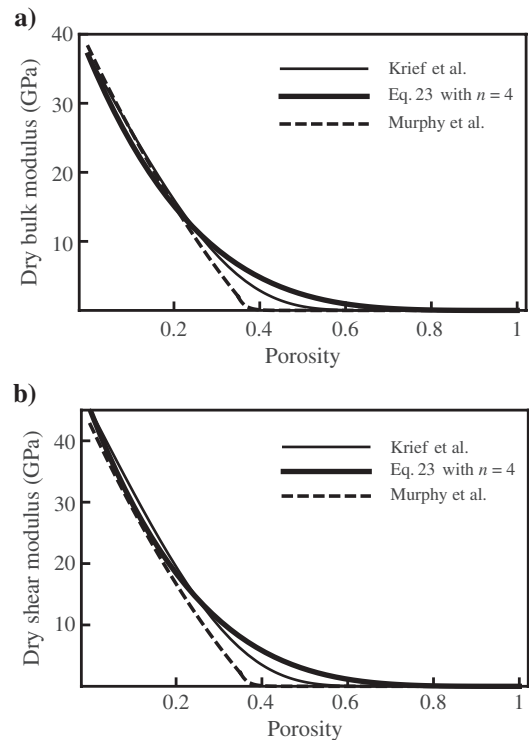 a)
40
30
20
10
Dry bulk modulus (GPa)
Krief et al.
Eq. 23 with n = 4
Murphy et al.
0.2
0.4
0.6
0.8
1
Porosity
b)
40
30
20
10
Dry shear modulus (GPa)
Krief et al.
Eq. 23 with n = 4
Murphy et al.
0.2
0.4
0.6
0.8
1
Porosity